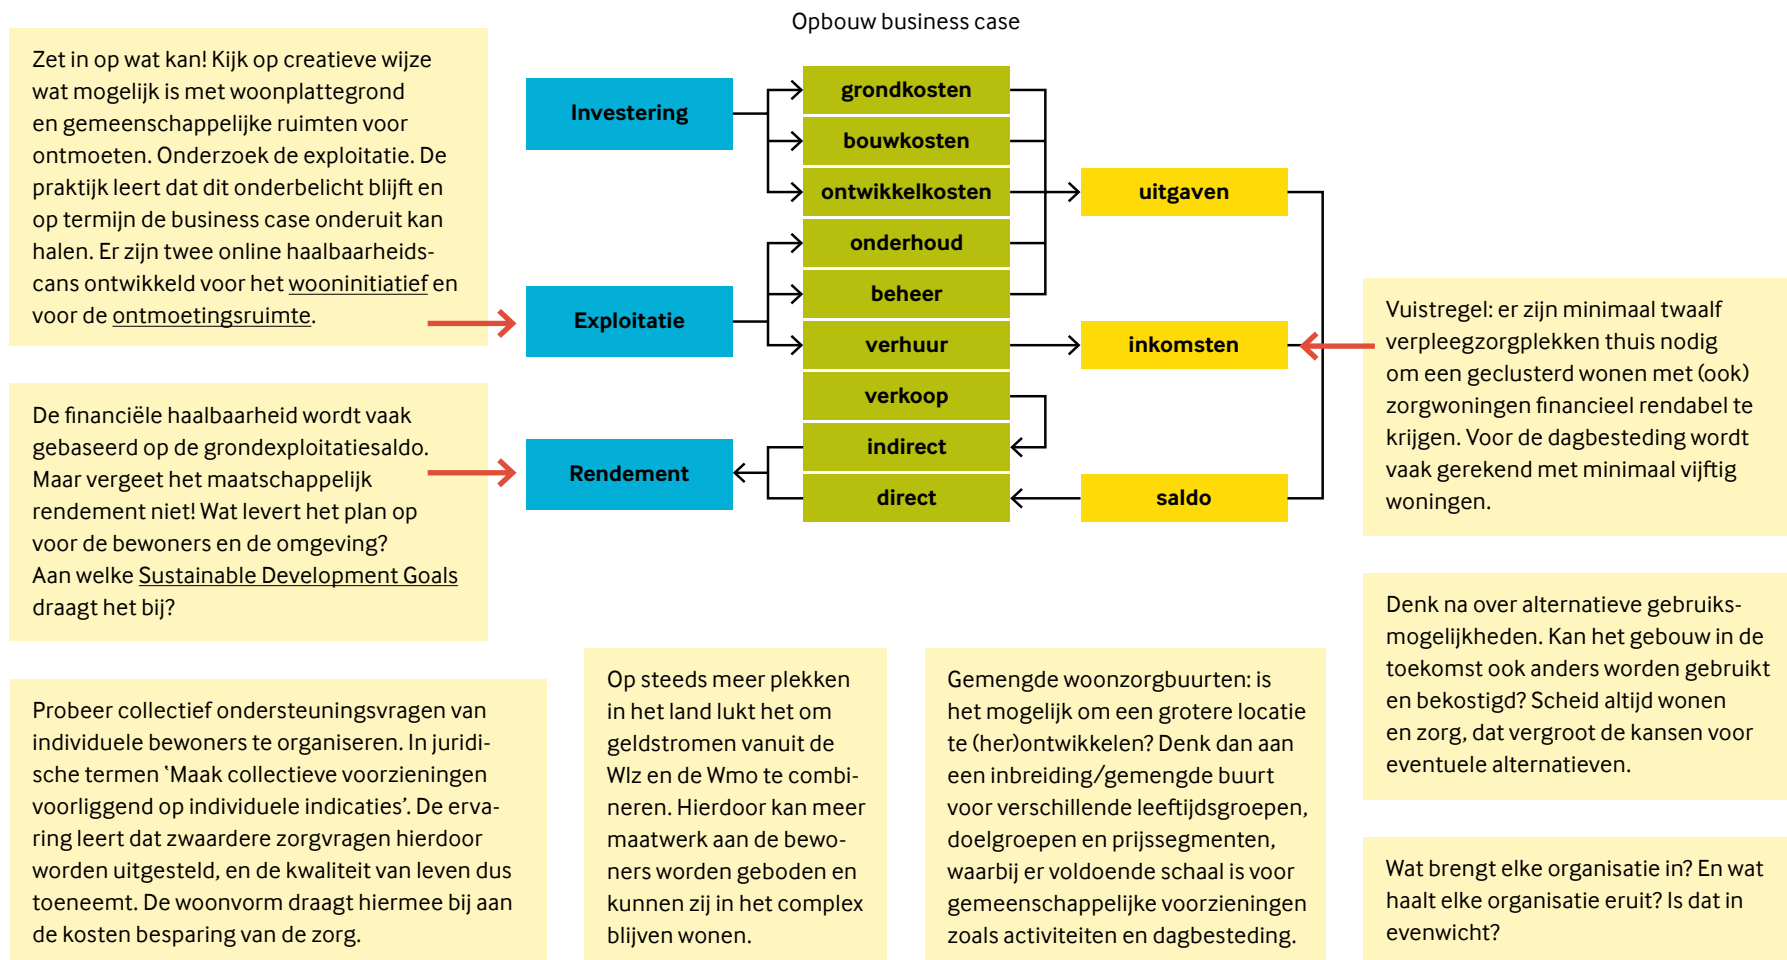 Opbouw business case
Zet in op wat kan! Kijk op creatieve wijze
wat mogelijk is met woonplattegrond
en gemeenschappelijke ruimten voor
ontmoeten. Onderzoek de exploitatie. De
praktijk leert dat dit onderbelicht blijft en
op termijn de business case onderuit kan
halen. Er zijn twee online haalbaarheids-
cans ontwikkeld voor het wooninitiatief en
voor de ontmoetingsruimte.
De financiële haalbaarheid wordt vaak
gebaseerd op de grondexploitatiesaldo.
Maar vergeet het maatschappelijk
rendement niet! Wat levert het plan op
voor de bewoners en de omgeving?
Aan welke Sustainable Development Goals
draagt het bij?
Investering
Exploitatie
Rendement
grondkosten
bouwkosten
ontwikkelkosten
onderhoud
beheer
verhuur
verkoop
indirect
direct
uitgaven
inkomsten
saldo
Vuistregel: er zijn minimaal twaalf
verpleegzorgplekken thuis nodig
om een geclusterd wonen met (ook)
zorgwoningen financieel rendabel te
krijgen. Voor de dagbesteding wordt
vaak gerekend met minimaal vijftig
woningen.
Denk na over alternatieve gebruiks-
mogelijkheden. Kan het gebouw in de
toekomst ook anders worden gebruikt
en bekostigd? Scheid altijd wonen
en zorg, dat vergroot de kansen voor
eventuele alternatieven.
Probeer collectief ondersteuningsvragen van
individuele bewoners te organiseren. In juridi-
sche termen ‘Maak collectieve voorzieningen
voorliggend op individuele indicaties’. De erva-
ring leert dat zwaardere zorgvragen hierdoor
worden uitgesteld, en de kwaliteit van leven dus
toeneemt. De woonvorm draagt hiermee bij aan
de kosten besparing van de zorg.
Op steeds meer plekken
in het land lukt het om
geldstromen vanuit de
Wlz en de Wmo te combi-
neren. Hierdoor kan meer
maatwerk aan de bewo-
ners worden geboden en
kunnen zij in het complex
blijven wonen.
Gemengde woonzorgbuurten: is
het mogelijk om een grotere locatie
te (her)ontwikkelen? Denk dan aan
een inbreiding/gemengde buurt
voor verschillende leeftijdsgroepen,
doelgroepen en prijssegmenten,
waarbij er voldoende schaal is voor
gemeenschappelijke voorzieningen
zoals activiteiten en dagbesteding.
Wat brengt elke organisatie in? En wat
haalt elke organisatie eruit? Is dat in
evenwicht?